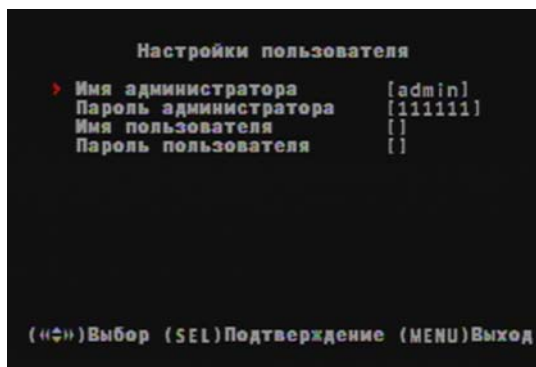 Настройки пользователя
Имя администратора [admin]
Пароль администратора [111111]
Имя пользователя []
Пароль пользователя []
(«⬍»)Выбор (SEL)Подтверждение (MENU)Выход